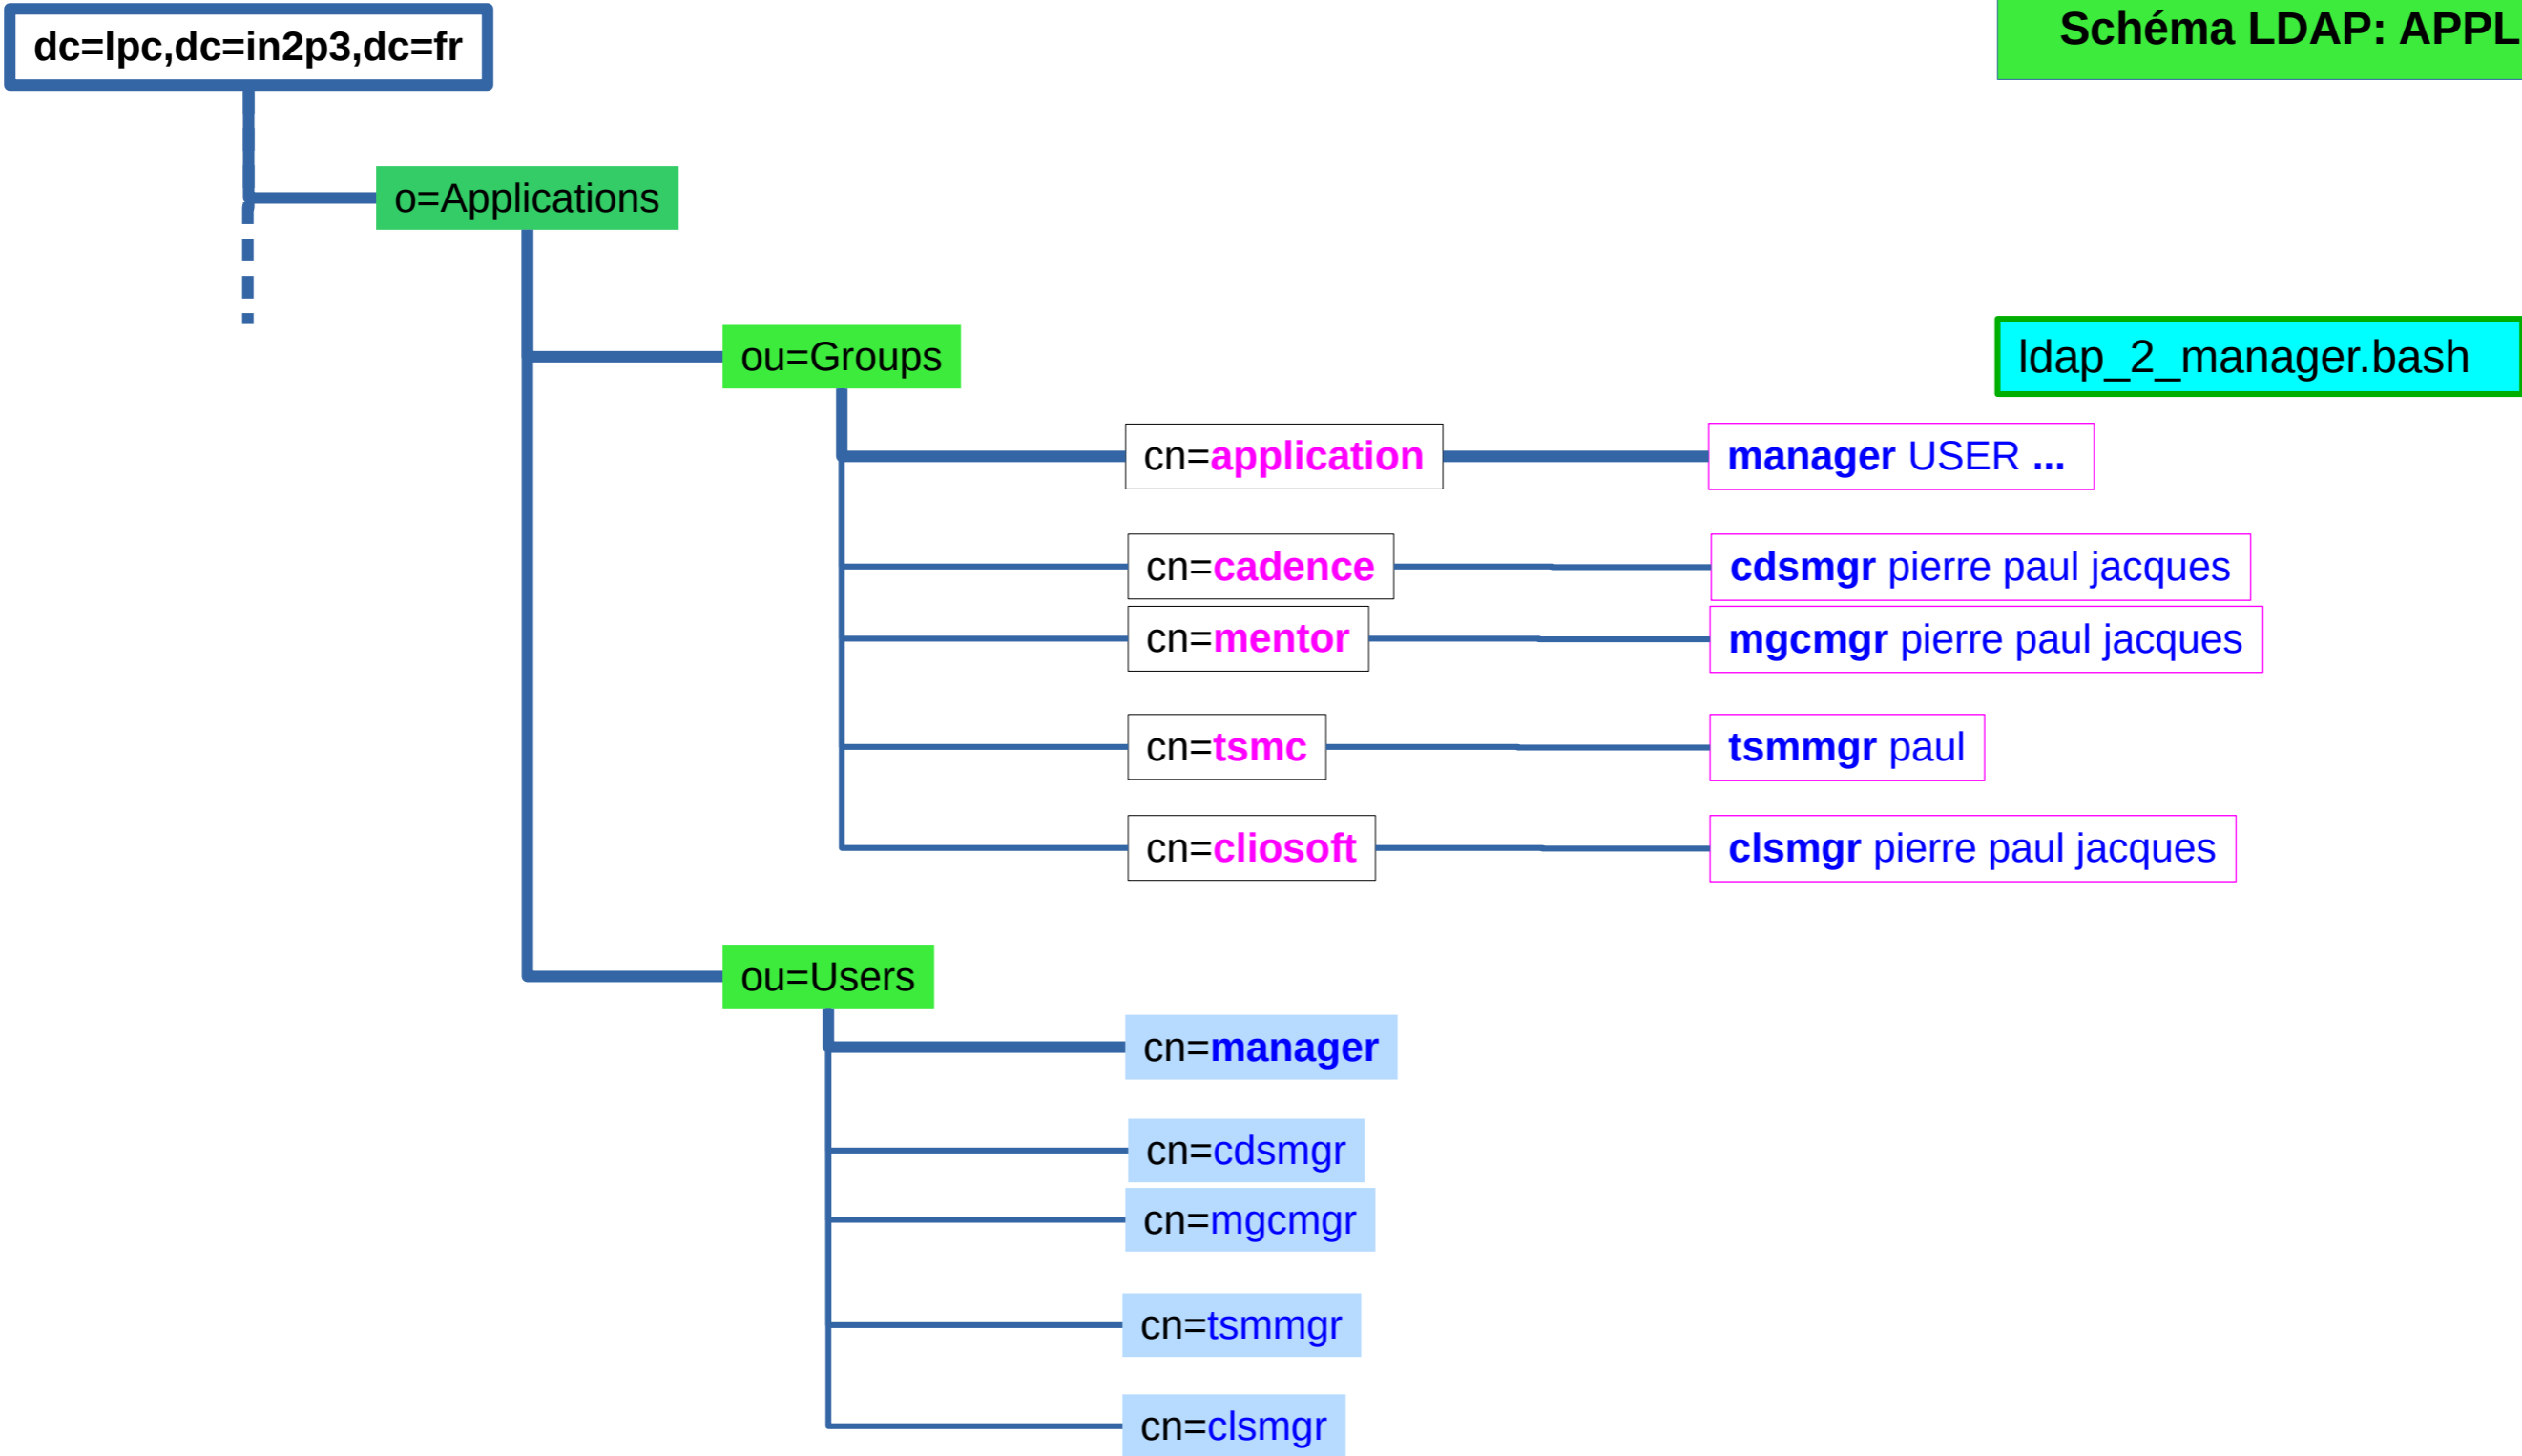 dc=lpc,dc=in2p3,dc=fr
Schéma LDAP: APPL
o=Applications
ou=Groups
ldap_2_manager.bash
cn=application
manager USER ...
cn=cadence
cdsmgr pierre paul jacques
cn=mentor
mgcmgr pierre paul jacques
cn=tsmc
tsmmgr paul
cn=cliosoft
clsmgr pierre paul jacques
ou=Users
cn=manager
cn=cdsmgr
cn=mgcmgr
cn=tsmmgr
cn=clsmgr